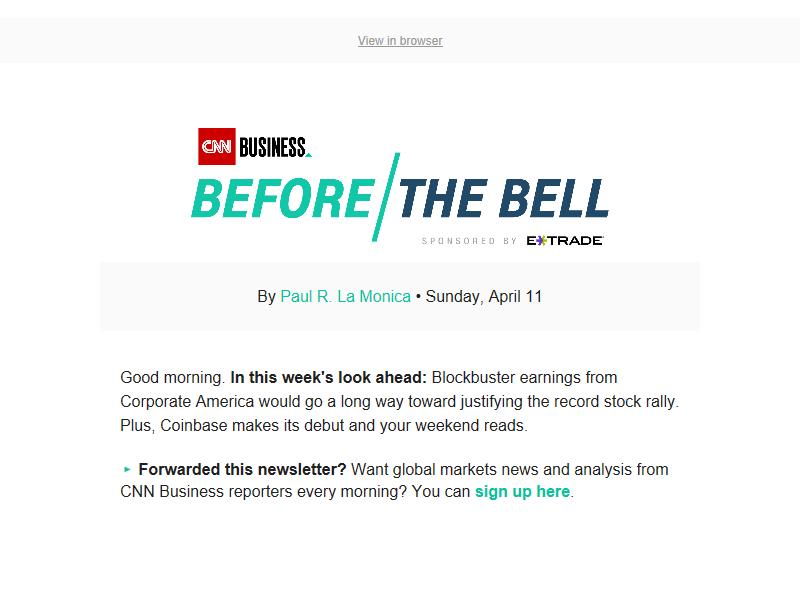 View in browser
CNN BUSINESS
BEFORE/THE BELL
SPONSORED BY E*TRADE
By Paul R. La Monica • Sunday, April 11
Good morning. In this week's look ahead: Blockbuster earnings from
Corporate America would go a long way toward justifying the record stock rally.
Plus, Coinbase makes its debut and your weekend reads.
► Forwarded this newsletter? Want global markets news and analysis from
CNN Business reporters every morning? You can sign up here.